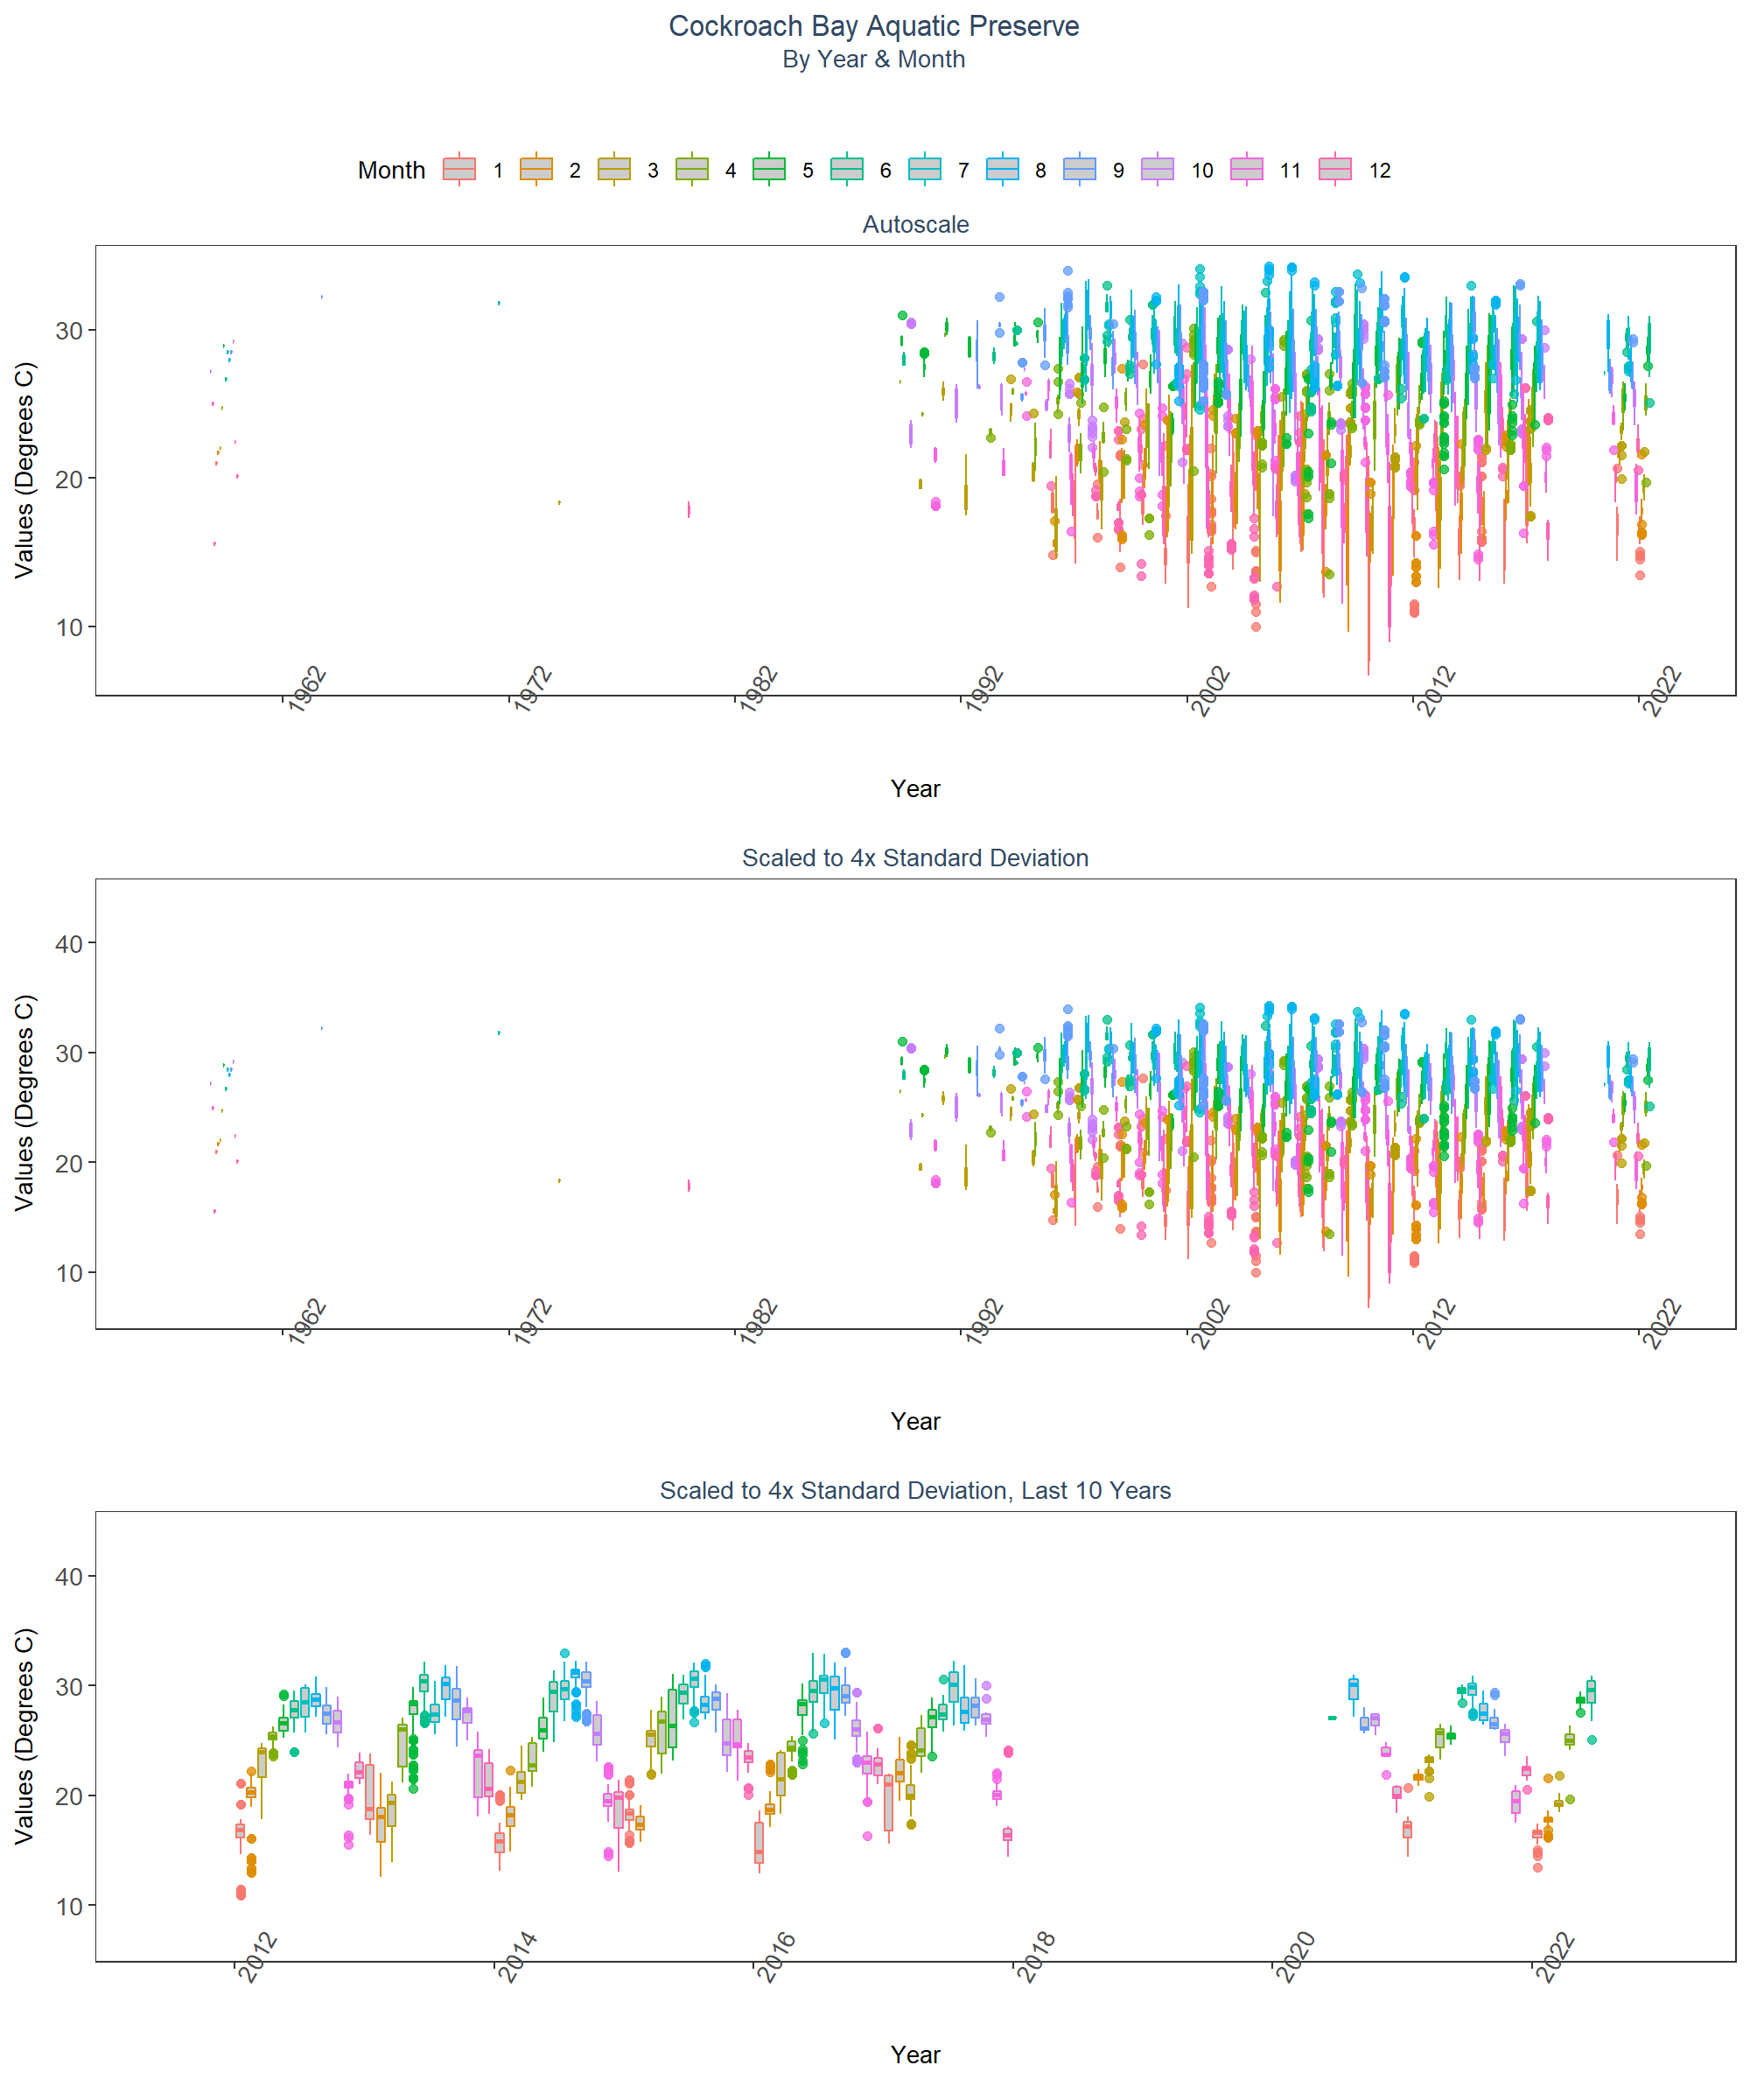 Cockroach Bay Aquatic Preserve
By Year & Month
Month 1 2 3 4 5 6 7 8 9 10 11 12
Autoscale
Values (Degrees C)
30
20
10
1962 1972 1982 1992 2002 2012 2022
Year
Scaled to 4x Standard Deviation
Values (Degrees C)
40
30
20
10
1962 1972 1982 1992 2002 2012 2022
Year
Scaled to 4x Standard Deviation, Last 10 Years
Values (Degrees C)
40
30
20
10
2012 2014 2016 2018 2020 2022
Year